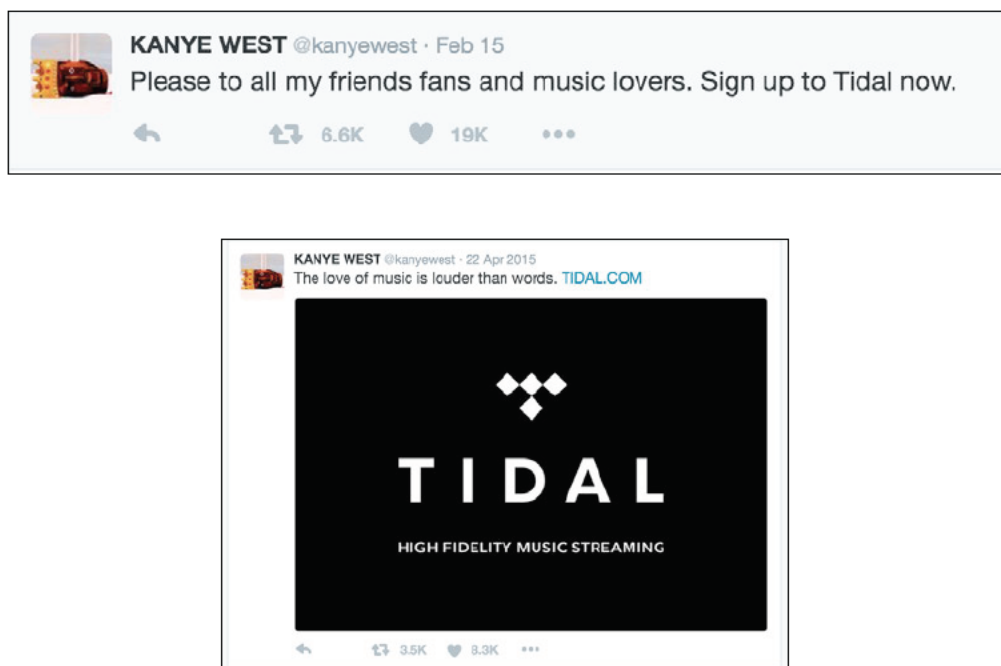 KANYE WEST @kanyewest · Feb 15
Please to all my friends fans and music lovers. Sign up to Tidal now.
6.6K 19K
KANYE WEST @kanyewest · 22 Apr 2015
The love of music is louder than words. TIDAL.COM
TIDAL
HIGH FIDELITY MUSIC STREAMING
3.5K 8.3K